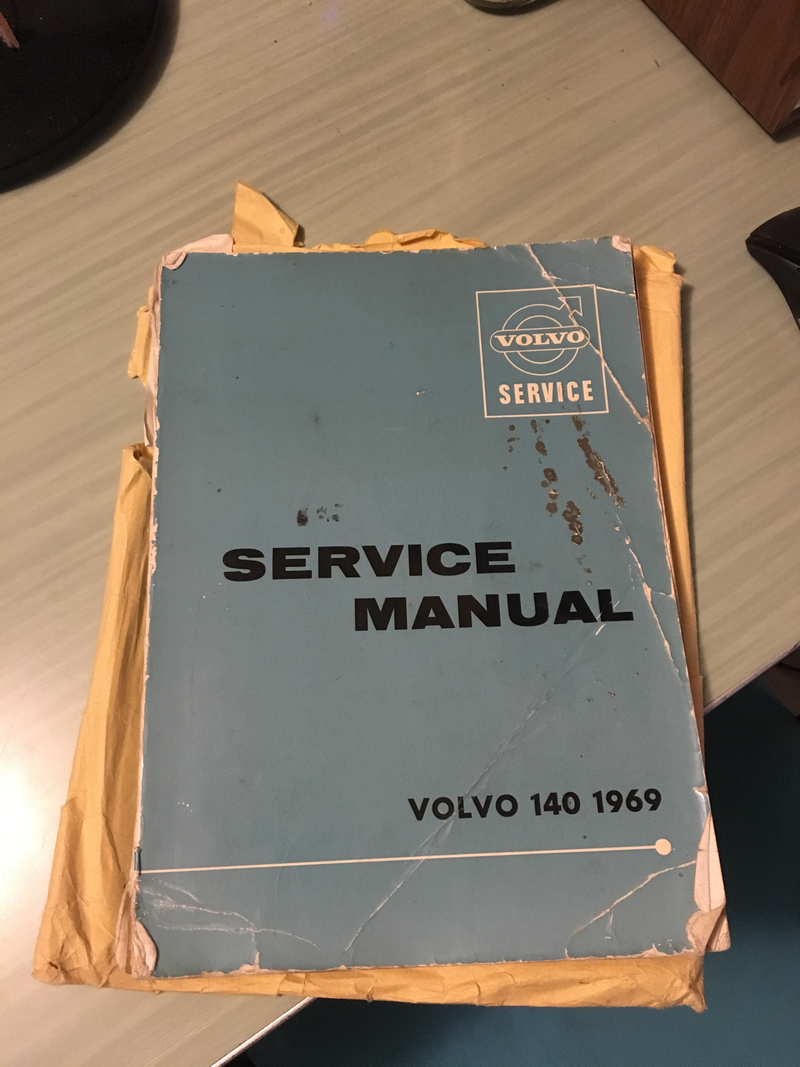 VOLVO
SERVICE
SERVICE
MANUAL
VOLVO 140 1969